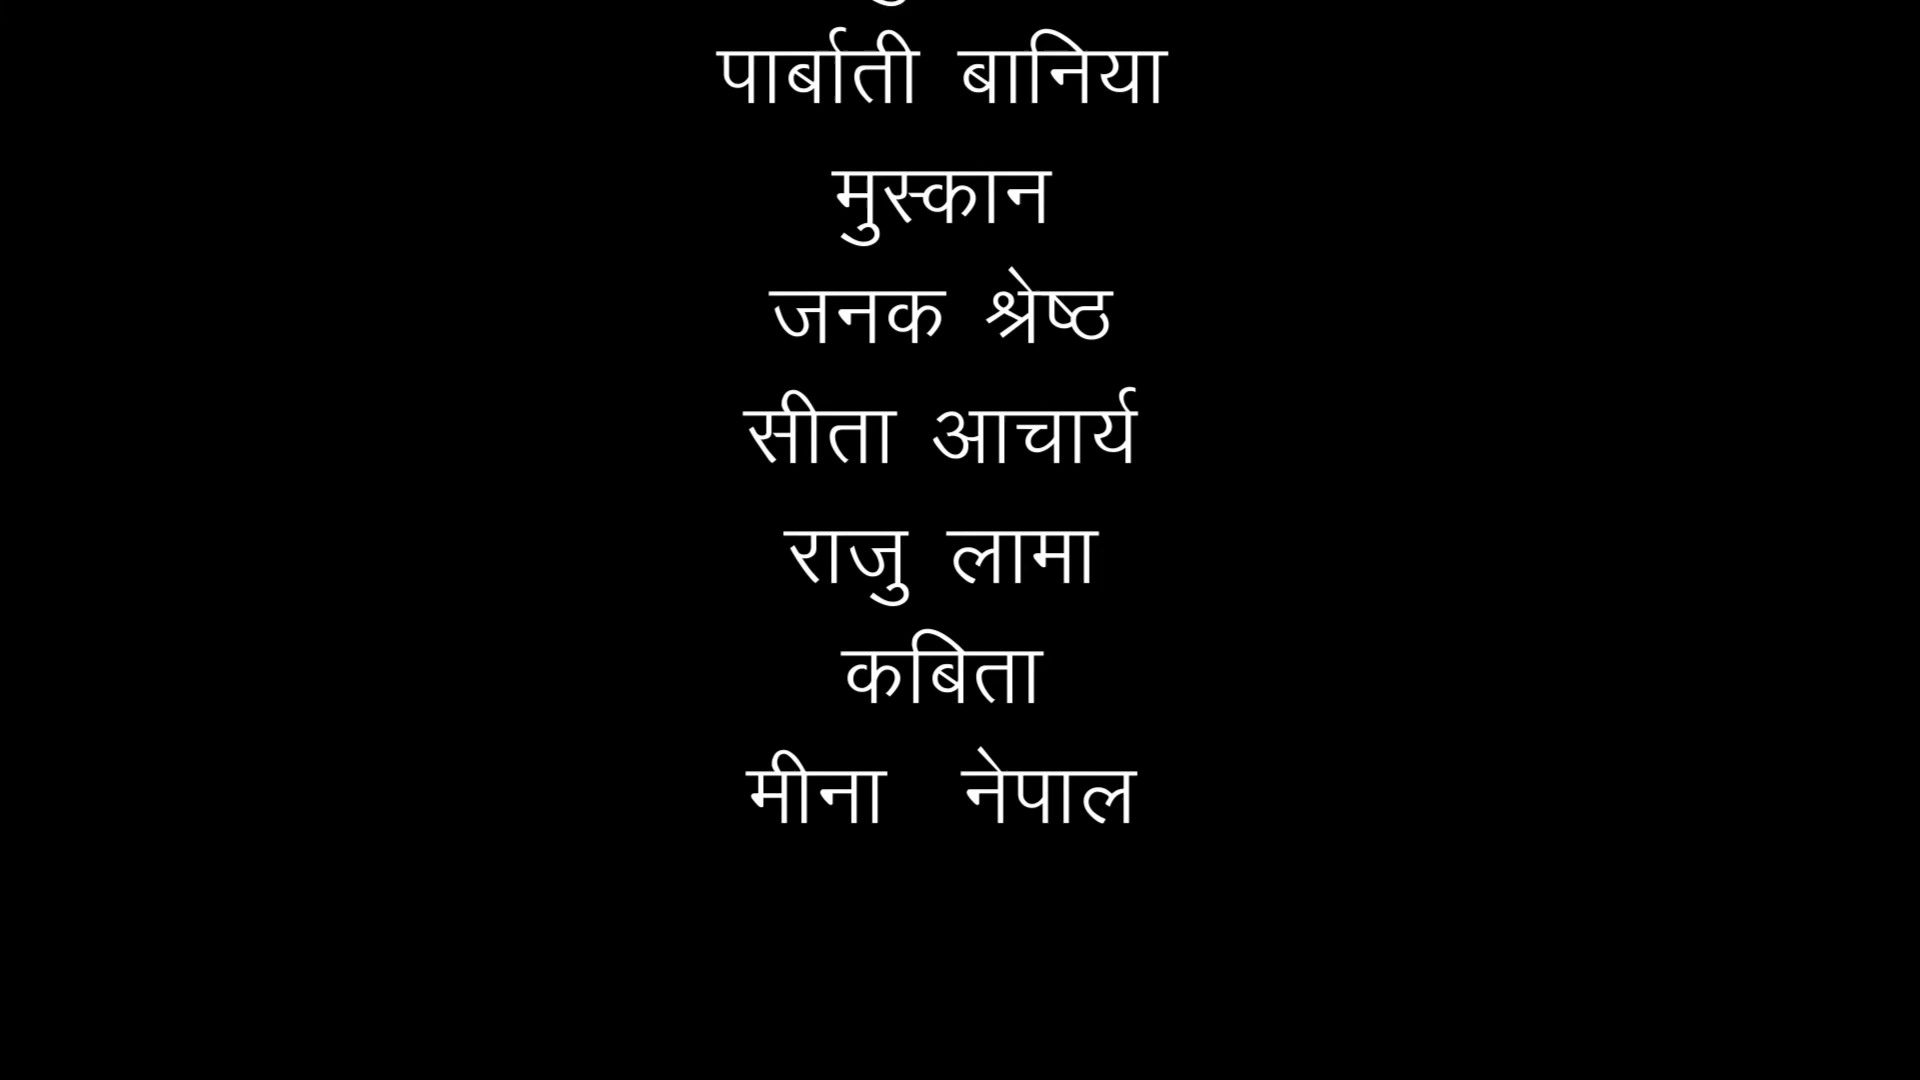 पार्बाती बानिया
मुस्कान
जनक श्रेष्ठ
सीता आचार्य
राजु लामा
कबिता
मीना नेपाल